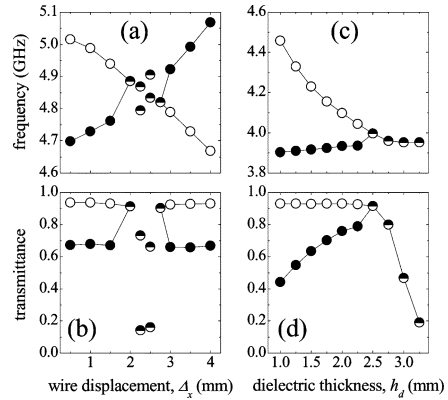 5.1
5.0
4.9
4.8
4.7
4.6
frequency (GHz)
(a)
4.6
4.4
4.2
4.0
3.8
(c)
1.0
0.8
0.6
0.4
0.2
0.0
transmittance
(b)
1 2 3 4
wire displacement, Δx (mm)
1.0
0.8
0.6
0.4
0.2
0.0
(d)
1.0 1.5 2.0 2.5 3.0
dielectric thickness, hd (mm)